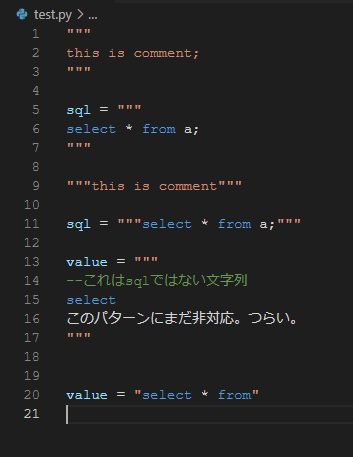 test.py > ...
1 """
2 this is comment;
3 """
4
5 sql = """
6 select * from a;
7 """
8
9 """this is comment"""
10
11 sql = """select * from a;"""
12
13 value = """
14 --これはsqlではない文字列
15 select
16 このパターンにまだ非対応。つらい。
17 """
18
19
20 value = "select * from"
21